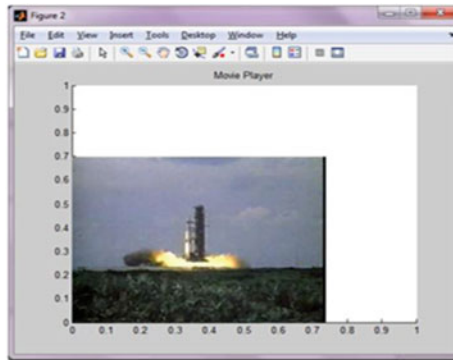 Figure 2
File Edit View Insert Tools Desktop Window Help
Movie Player
1
0.9
0.8
0.7
0.6
0.5
0.4
0.3
0.2
0.1
0
0 0.1 0.2 0.3 0.4 0.5 0.6 0.7 0.8 0.9 1